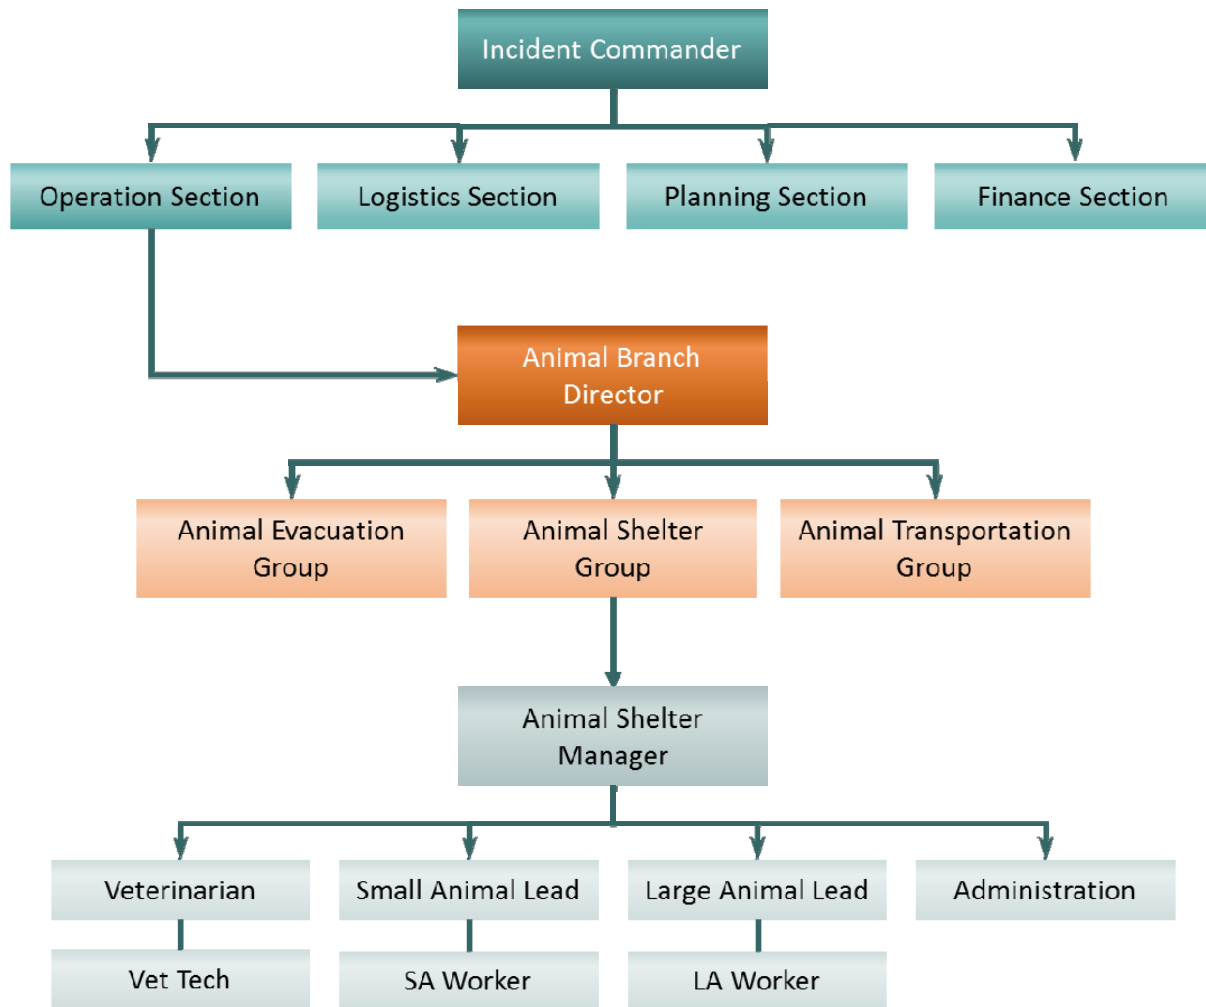 Incident Commander
Operation Section
Logistics Section
Planning Section
Finance Section
Animal Branch
Director
Animal Evacuation
Group
Animal Shelter
Group
Animal Transportation
Group
Animal Shelter
Manager
Veterinarian
Small Animal Lead
Large Animal Lead
Administration
Vet Tech
SA Worker
LA Worker